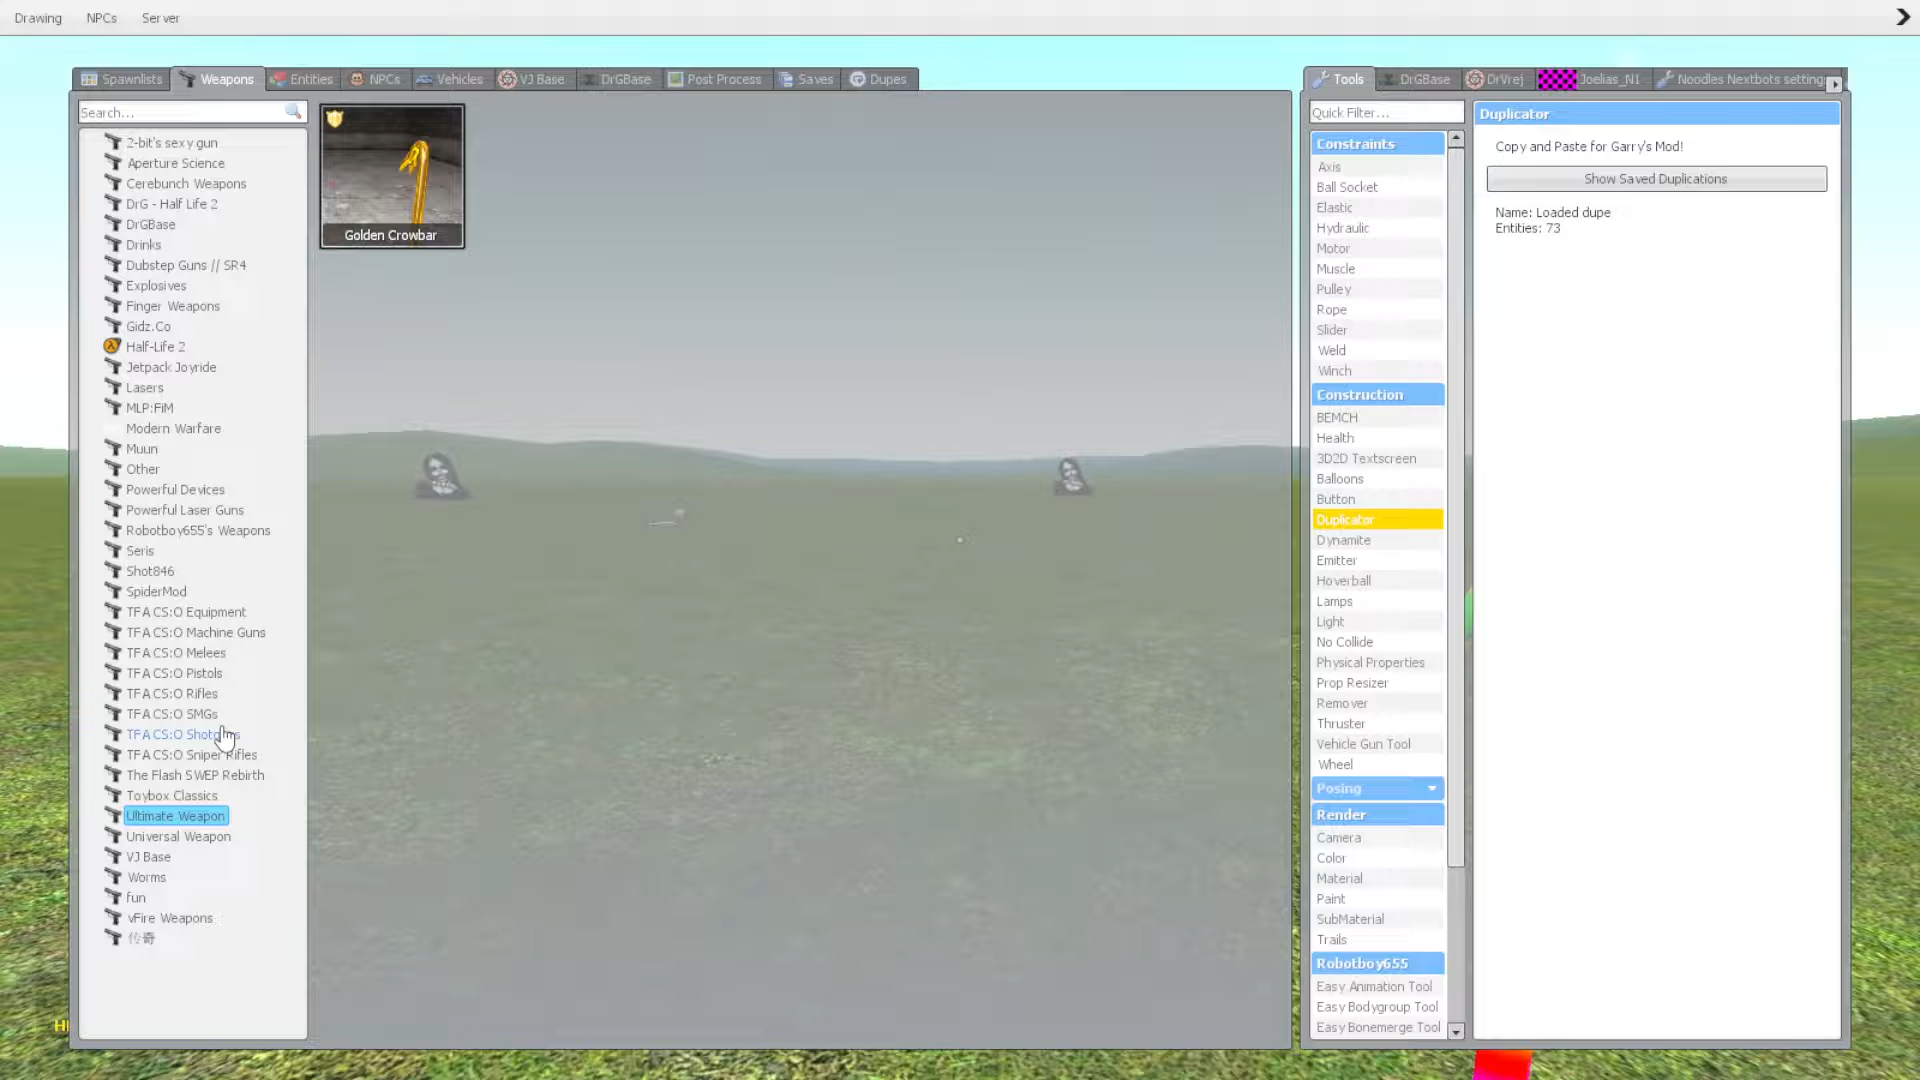 Drawing NPCs Server
Spawnlists Weapons Entities NPCs Vehicles VJ Base DrGBase Post Process Saves Dupes
Search...
2-bit's sexy gun
Aperture Science
Cerebunch Weapons
DrG - Half Life 2
DrGBase
Drinks
Dubstep Guns // SR4
Explosives
Finger Weapons
Gidz.Co
Half-Life 2
Jetpack Joyride
Lasers
MLP:FiM
Modern Warfare
Muun
Other
Powerful Devices
Powerful Laser Guns
Robotboy655's Weapons
Seris
Shot846
SpiderMod
TFA CS:O Equipment
TFA CS:O Machine Guns
TFA CS:O Melees
TFA CS:O Pistols
TFA CS:O Rifles
TFA CS:O SMGs
TFA CS:O Shotguns
TFA CS:O Sniper Rifles
The Flash SWEP Rebirth
Toybox Classics
Ultimate Weapon
Universal Weapon
VJ Base
Worms
fun
vFire Weapons
传奇
Golden Crowbar
Tools DrGBase DrVrej Joelias_N1 Noodles Nextbots setting
Quick Filter...
Constraints
Axis
Ball Socket
Elastic
Hydraulic
Motor
Muscle
Pulley
Rope
Slider
Weld
Winch
Construction
BEMCH
Health
3D2D Textscreen
Balloons
Button
Duplicator
Dynamite
Emitter
Hoverball
Lamps
Light
No Collide
Physical Properties
Prop Resizer
Remover
Thruster
Vehicle Gun Tool
Wheel
Posing
Render
Camera
Color
Material
Paint
SubMaterial
Trails
Robotboy655
Easy Animation Tool
Easy Bodygroup Tool
Easy Bonemerge Tool
Duplicator
Copy and Paste for Garry's Mod!
Show Saved Duplications
Name: Loaded dupe
Entities: 73